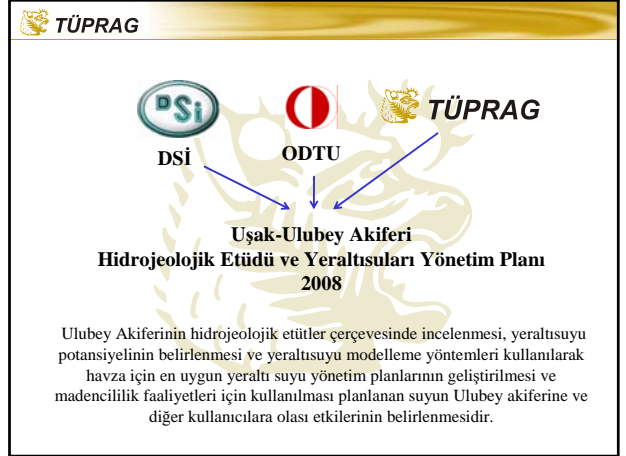 TÜPRAG
DSi
TÜPRAG
DSİ
ODTU
Uşak-Ulubey Akiferi
Hidrojeolojik Etüdü ve Yeraltısuları Yönetim Planı
2008
Ulubey Akiferinin hidrojeolojik etütler çerçevesinde incelenmesi, yeraltısuyu
potansiyelinin belirlenmesi ve yeraltısuyu modelleme yöntemleri kullanılarak
havza için en uygun yeraltı suyu yönetim planlarının geliştirilmesi ve
madencililik faaliyetleri için kullanılması planlanan suyun Ulubey akiferine ve
diğer kullanıcılara olası etkilerinin belirlenmesidir.